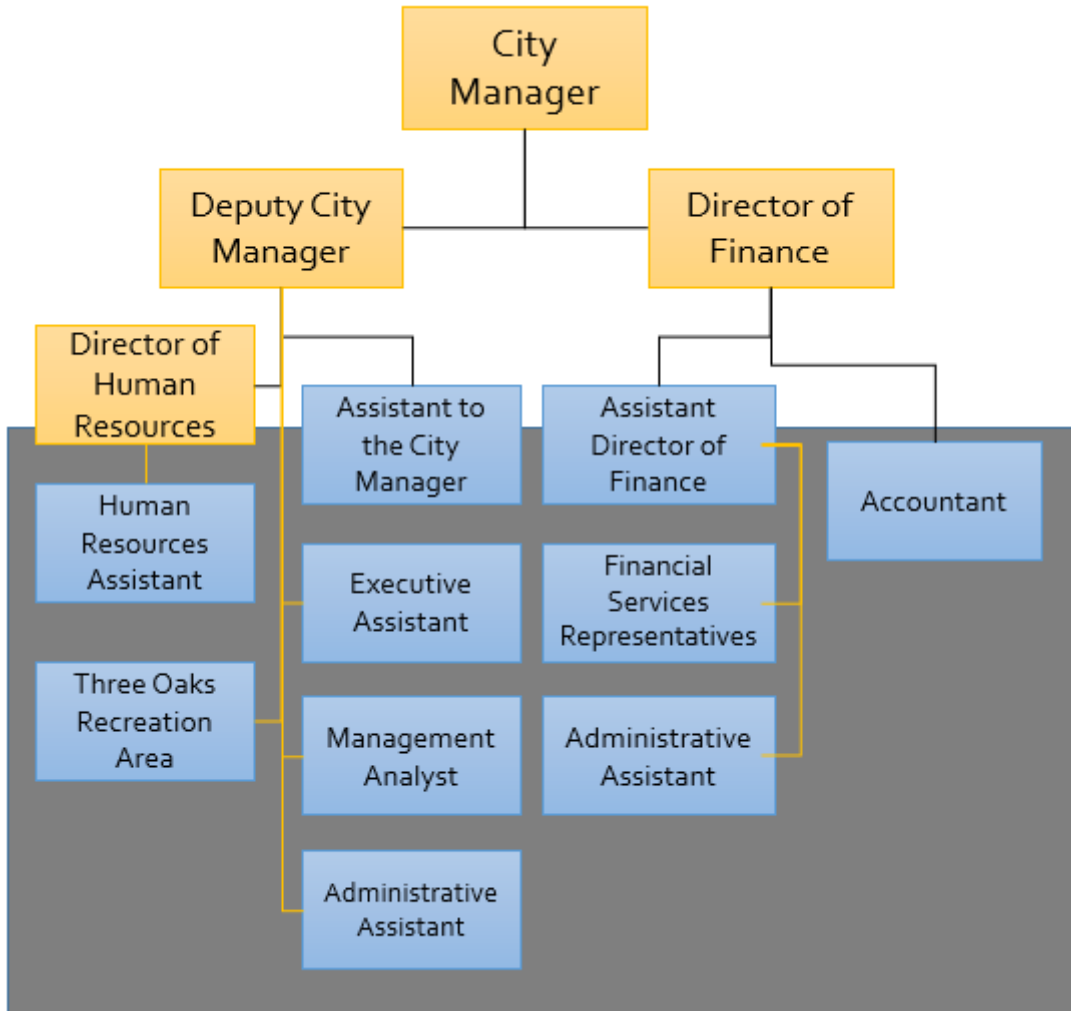 City
Manager
Deputy City
Manager
Director of
Finance
Director of
Human
Resources
Assistant to
the City
Manager
Assistant
Director of
Finance
Accountant
Human
Resources
Assistant
Executive
Assistant
Financial
Services
Representatives
Three Oaks
Recreation
Area
Management
Analyst
Administrative
Assistant
Administrative
Assistant